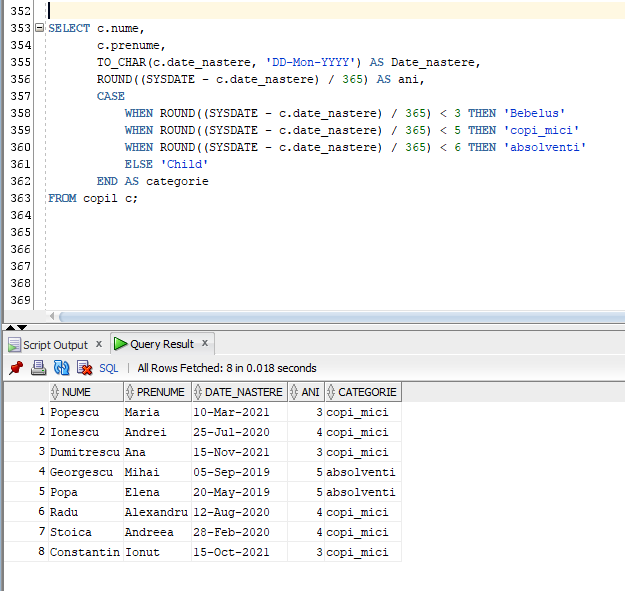 352
353 SELECT c.nume,
354 c.prenume,
355 TO_CHAR(c.date_nastere, 'DD-Mon-YYYY') AS Date_nastere,
356 ROUND((SYSDATE - c.date_nastere) / 365) AS ani,
357 CASE
358 WHEN ROUND((SYSDATE - c.date_nastere) / 365) < 3 THEN 'Bebelus'
359 WHEN ROUND((SYSDATE - c.date_nastere) / 365) < 5 THEN 'copi_mici'
360 WHEN ROUND((SYSDATE - c.date_nastere) / 365) < 6 THEN 'absolventi'
361 ELSE 'Child'
362 END AS categorie
363 FROM copil c;
364
365
366
367
368
369
Script Output x Query Result x
SQL | All Rows Fetched: 8 in 0.018 seconds
NUME PRENUME DATE_NASTERE ANI CATEGORIE
1 Popescu Maria 10-Mar-2021 3 copi_mici
2 Ionescu Andrei 25-Jul-2020 4 copi_mici
3 Dumitrescu Ana 15-Nov-2021 3 copi_mici
4 Georgescu Mihai 05-Sep-2019 5 absolventi
5 Popa Elena 20-May-2019 5 absolventi
6 Radu Alexandru 12-Aug-2020 4 copi_mici
7 Stoica Andreea 28-Feb-2020 4 copi_mici
8 Constantin Ionut 15-Oct-2021 3 copi_mici